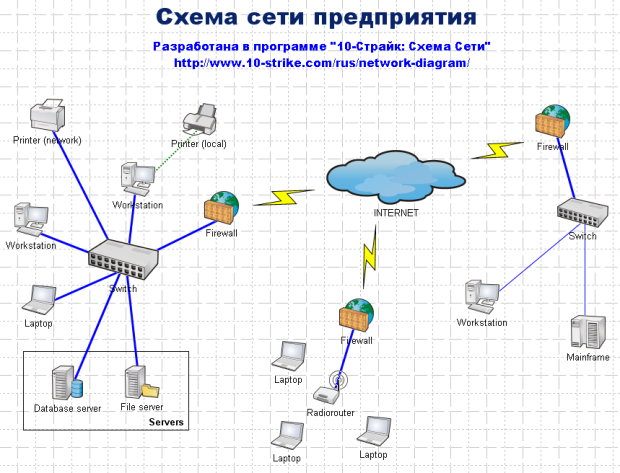 Схема сети предприятия
Разработана в программе "10-Страйк: Схема Сети"
http://www.10-strike.com/rus/network-diagram/
Printer (network)
Printer (local)
Firewall
Workstation
INTERNET
Firewall
Switch
Workstation
Switch
Laptop
Workstation
Firewall
Mainframe
Laptop
Database server
File server
Radiorouter
Servers
Laptop
Laptop